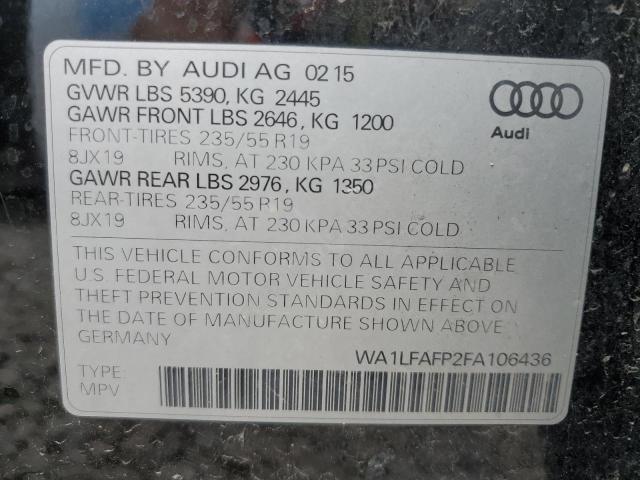 MFD. BY AUDI AG 02 15
GVWR LBS 5390, KG 2445
GAWR FRONT LBS 2646, KG 1200
FRONT-TIRES 235/55 R19
8JX19 RIMS, AT 230 KPA 33 PSI COLD
GAWR REAR LBS 2976, KG 1350
REAR-TIRES 235/55 R19
8JX19 RIMS, AT 230 KPA 33 PSI COLD
Audi
THIS VEHICLE CONFORMS TO ALL APPLICABLE
U.S. FEDERAL MOTOR VEHICLE SAFETY AND
THEFT PREVENTION STANDARDS IN EFFECT ON
THE DATE OF MANUFACTURE SHOWN ABOVE
GERMANY
WA1LFAFP2FA106436
TYPE:
MPV